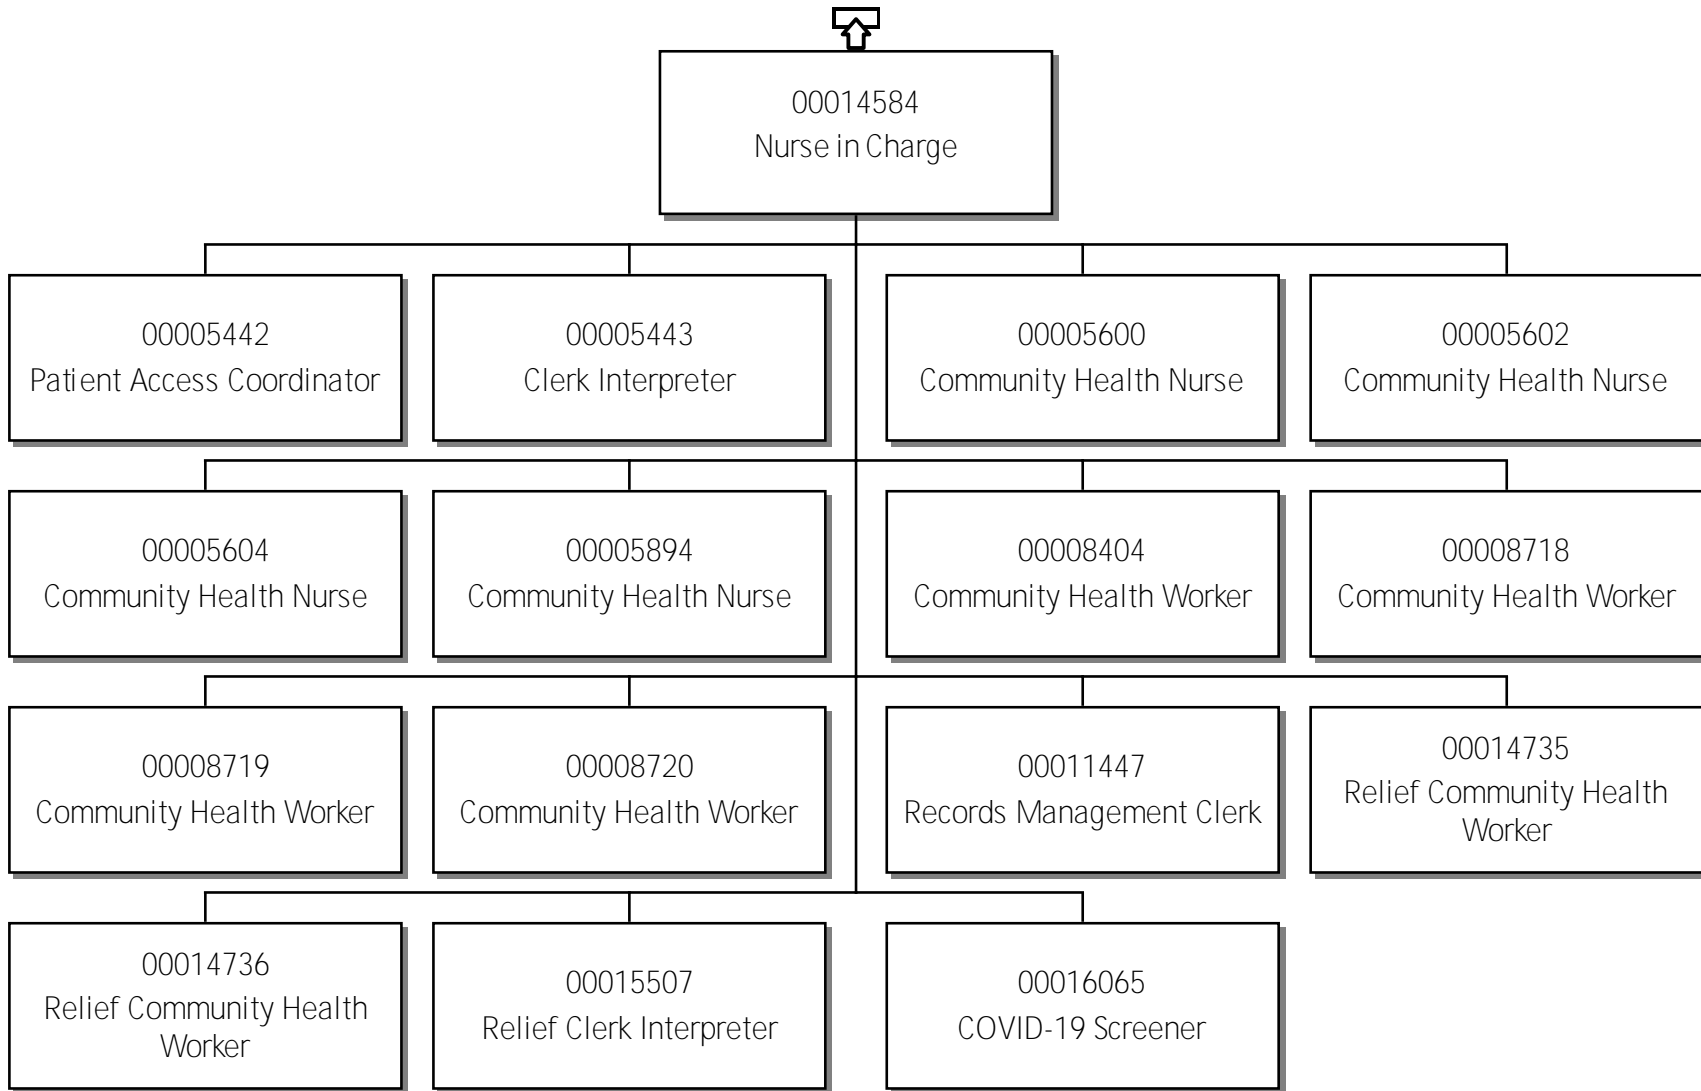 00014584
Nurse in Charge
00005442
Patient Access Coordinator
00005443
Clerk Interpreter
00005600
Community Health Nurse
00005602
Community Health Nurse
00005604
Community Health Nurse
00005894
Community Health Nurse
00008404
Community Health Worker
00008718
Community Health Worker
00008719
Community Health Worker
00008720
Community Health Worker
00011447
Records Management Clerk
00014735
Relief Community Health
Worker
00014736
Relief Community Health
Worker
00015507
Relief Clerk Interpreter
00016065
COVID-19 Screener